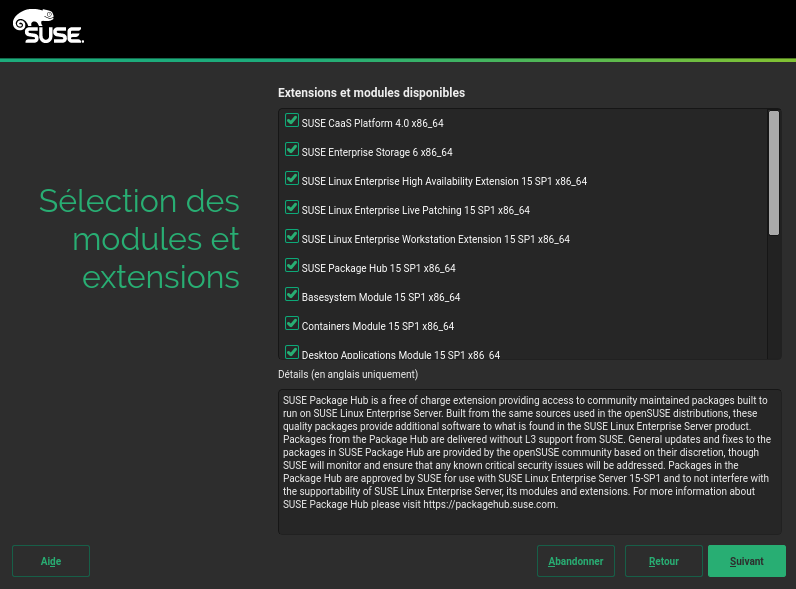 SUSE
Extensions et modules disponibles
SUSE CaaS Platform 4.0 x86_64
SUSE Enterprise Storage 6 x86_64
SUSE Linux Enterprise High Availability Extension 15 SP1 x86_64
SUSE Linux Enterprise Live Patching 15 SP1 x86_64
SUSE Linux Enterprise Workstation Extension 15 SP1 x86_64
SUSE Package Hub 15 SP1 x86_64
Basesystem Module 15 SP1 x86_64
Containers Module 15 SP1 x86_64
Desktop Applications Module 15 SP1 x86_64
Sélection des
modules et
extensions
Détails (en anglais uniquement)
SUSE Package Hub is a free of charge extension providing access to community maintained packages built to
run on SUSE Linux Enterprise Server. Built from the same sources used in the openSUSE distributions, these
quality packages provide additional software to what is found in the SUSE Linux Enterprise Server product.
Packages from the Package Hub are delivered without L3 support from SUSE. General updates and fixes to the
packages in SUSE Package Hub are provided by the openSUSE community based on their discretion, though
SUSE will monitor and ensure that any known critical security issues will be addressed. Packages in the
Package Hub are approved by SUSE for use with SUSE Linux Enterprise Server 15-SP1 and to not interfere with
the supportability of SUSE Linux Enterprise Server, its modules and extensions. For more information about
SUSE Package Hub please visit https://packagehub.suse.com.
Aide
Abandonner
Retour
Suivant